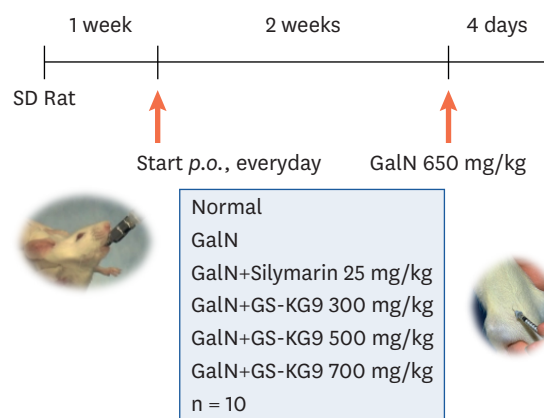 1 week 2 weeks 4 days
SD Rat
Start p.o., everyday GalN 650 mg/kg
Normal
GalN
GalN+Silymarin 25 mg/kg
GalN+GS-KG9 300 mg/kg
GalN+GS-KG9 500 mg/kg
GalN+GS-KG9 700 mg/kg
n = 10